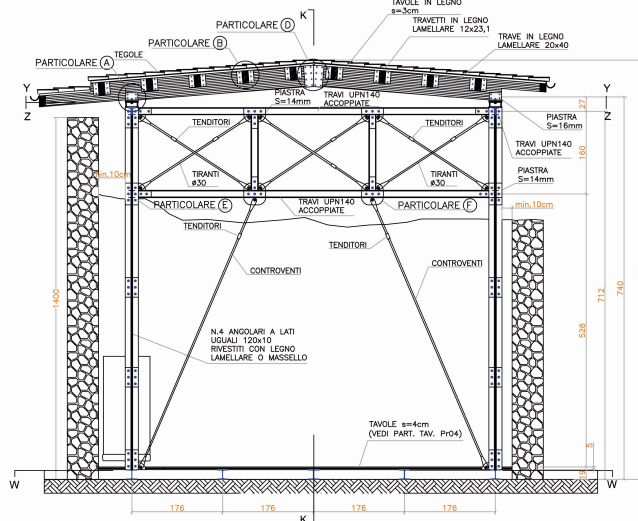 K
PARTICOLARE D
TAVOLE IN LEGNO
s=3cm
TRAVETTI IN LEGNO
LAMELLARE 12x23,1
PARTICOLARE B
TRAVE IN LEGNO
LAMELLARE 20x40
TEGOLE
PARTICOLARE A
Y
Z
Y
Z
PIASTRA
S=14mm
TRAVI UPN140
ACCOPPIATE
27
PIASTRA
S=16mm
TENDITORI
TENDITORI
TRAVI UPN140
ACCOPPIATE
160
min.10cm
TIRANTI
ø30
TIRANTI
ø30
PIASTRA
S=14mm
PARTICOLARE E
TRAVI UPN140
ACCOPPIATE
PARTICOLARE F
min.10cm
TENDITORI
TENDITORI
CONTROVENTI
CONTROVENTI
1400
528
712
740
N.4 ANGOLARI A LATI
UGUALI 120x10
RIVESTITI CON LEGNO
LAMELLARE O MASSELLO
TAVOLE s=4cm
(VEDI PART. TAV. Pr04)
5
19
W
W
176
176
176
176
K